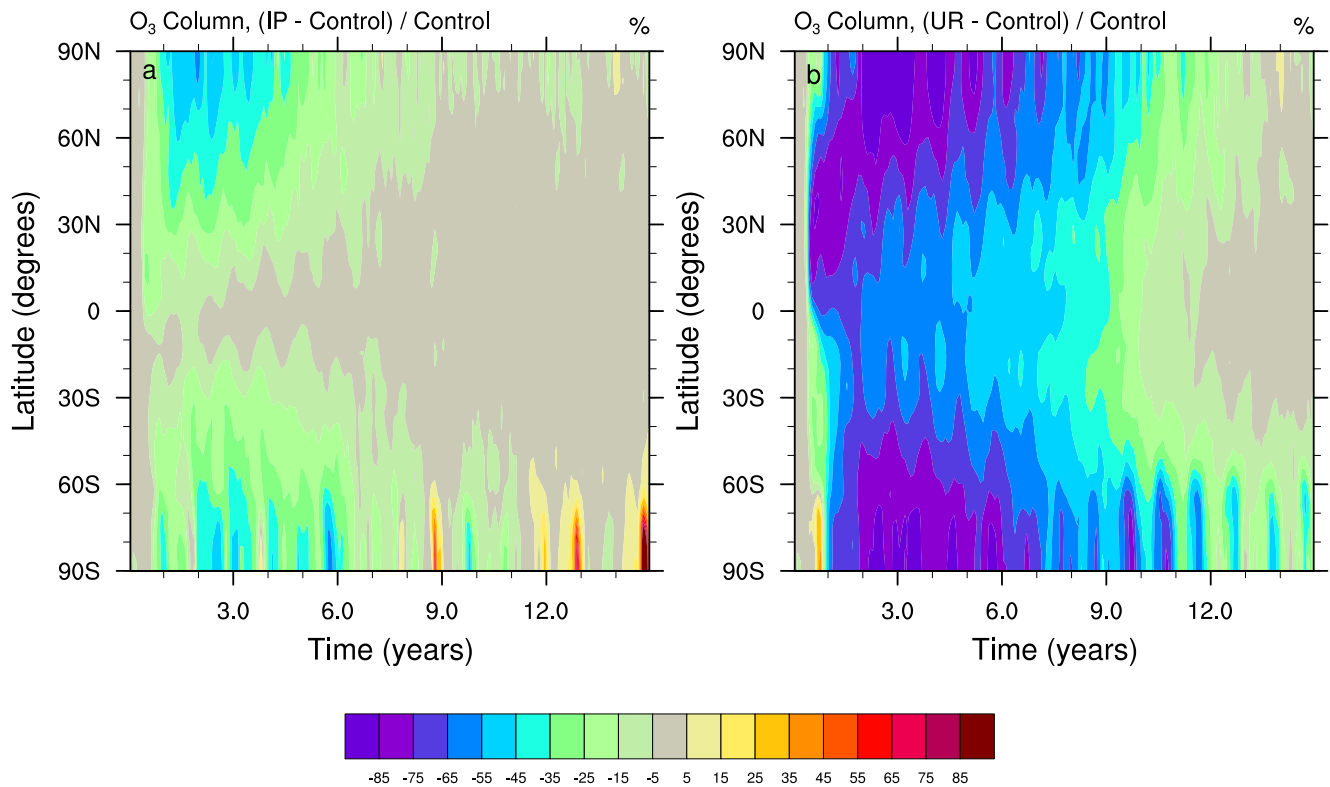 O₃ Column, (IP - Control) / Control %
a
90N
60N
30N
0
30S
60S
90S
Latitude (degrees)
3.0 6.0 9.0 12.0
Time (years)
O₃ Column, (UR - Control) / Control %
b
90N
60N
30N
0
30S
60S
90S
Latitude (degrees)
3.0 6.0 9.0 12.0
Time (years)
-85 -75 -65 -55 -45 -35 -25 -15 -5 5 15 25 35 45 55 65 75 85